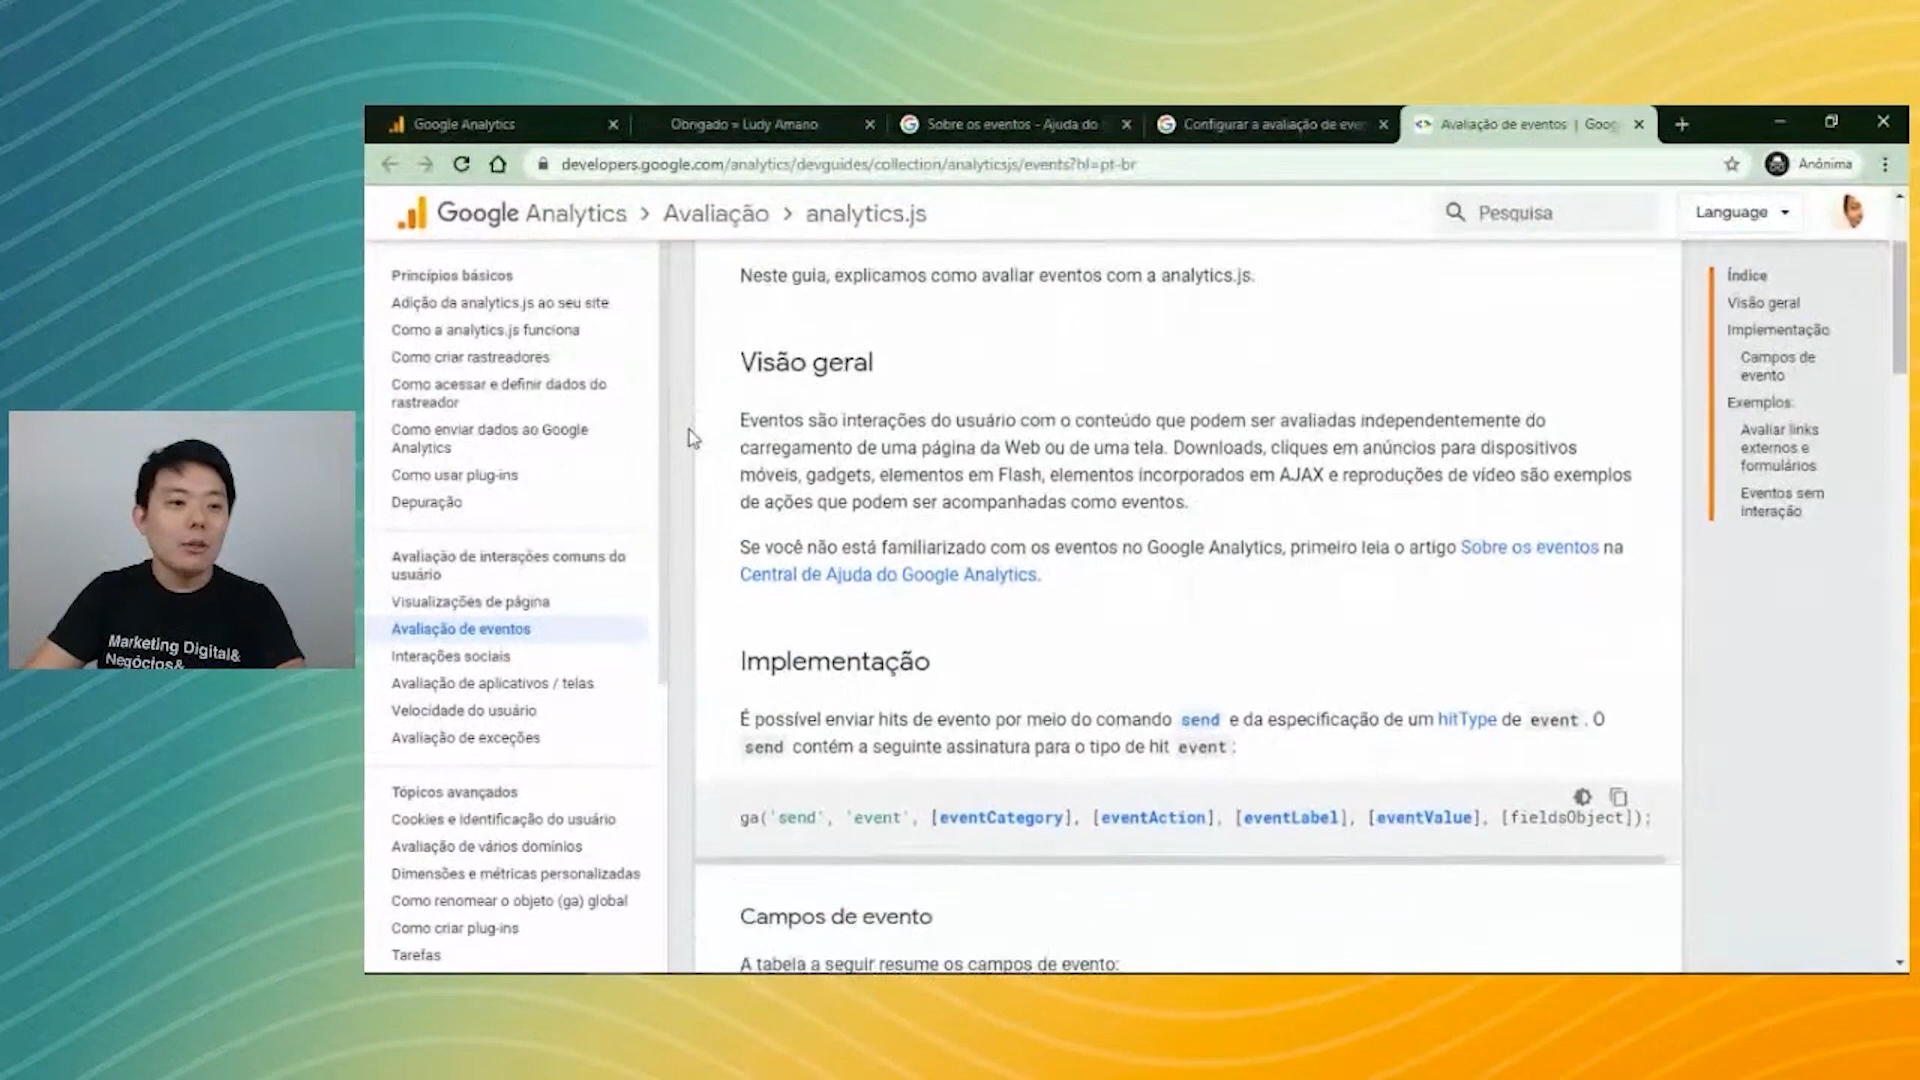 Google Analytics
Obrigado » Ludy Amano
Sobre os eventos - Ajuda do
Configurar a avaliação de eve
Avaliação de eventos | Goog
developers.google.com/analytics/devguides/collection/analyticsjs/events?hl=pt-br
Anônima
Google Analytics > Avaliação > analytics.js
Pesquisa
Language
Princípios básicos
Adição da analytics.js ao seu site
Como a analytics.js funciona
Como criar rastreadores
Como acessar e definir dados do
rastreador
Como enviar dados ao Google
Analytics
Como usar plug-ins
Depuração
Avaliação de interações comuns do
usuário
Visualizações de página
Avaliação de eventos
Interações sociais
Avaliação de aplicativos / telas
Velocidade do usuário
Avaliação de exceções
Tópicos avançados
Cookies e identificação do usuário
Avaliação de vários domínios
Dimensões e métricas personalizadas
Como renomear o objeto (ga) global
Como criar plug-ins
Tarefas
Neste guia, explicamos como avaliar eventos com a analytics.js.
Visão geral
Eventos são interações do usuário com o conteúdo que podem ser avaliadas independentemente do
carregamento de uma página da Web ou de uma tela. Downloads, cliques em anúncios para dispositivos
móveis, gadgets, elementos em Flash, elementos incorporados em AJAX e reproduções de vídeo são exemplos
de ações que podem ser acompanhadas como eventos.
Se você não está familiarizado com os eventos no Google Analytics, primeiro leia o artigo Sobre os eventos na
Central de Ajuda do Google Analytics.
Implementação
É possível enviar hits de evento por meio do comando send e da especificação de um hitType de event. O
send contém a seguinte assinatura para o tipo de hit event:
ga('send', 'event', [eventCategory], [eventAction], [eventLabel], [eventValue], [fieldsObject]);
Campos de evento
A tabela a seguir resume os campos de evento:
Índice
Visão geral
Implementação
Campos de
evento
Exemplos:
Avaliar links
externos e
formulários
Eventos sem
interação
Marketing Digital&
Negócios&